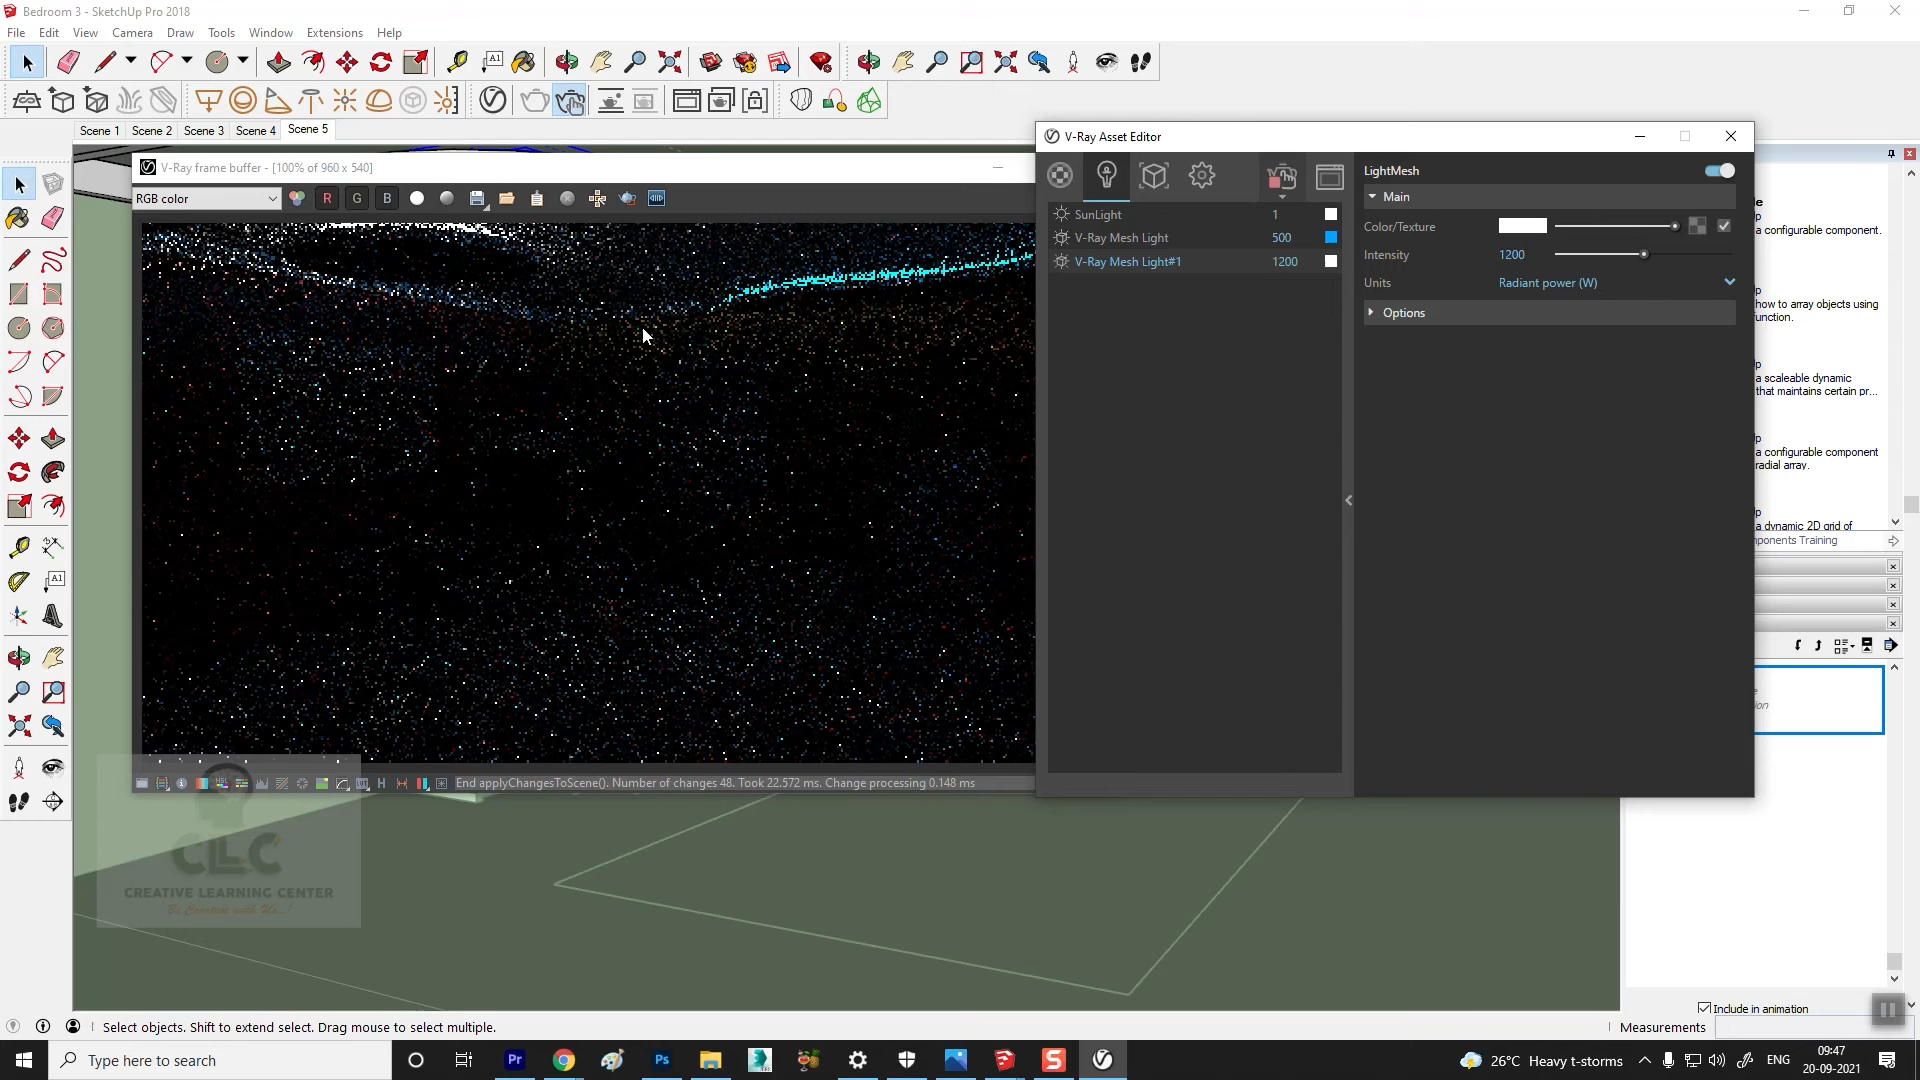 Bedroom 3 - SketchUp Pro 2018
File Edit View Camera Draw Tools Window Extensions Help
Scene 1 Scene 2 Scene 3 Scene 4 Scene 5
V-Ray frame buffer - [100% of 960 x 540]
RGB color R G B
End applyChangesToScene(). Number of changes 48. Took 22.572 ms. Change processing 0.148 ms
V-Ray Asset Editor
SunLight 1
V-Ray Mesh Light 500
V-Ray Mesh Light#1 1200
LightMesh
Main
Color/Texture
Intensity 1200
Units Radiant power (W)
Options
a configurable component.
how to array objects using
function.
a scaleable dynamic
that maintains certain pr...
a configurable component
radial array.
a dynamic 2D grid of
ponents Training
CLC
CREATIVE LEARNING CENTER
Be Creative with Us...!
Include in animation
Select objects. Shift to extend select. Drag mouse to select multiple.
Measurements
Type here to search
26°C Heavy t-storms
ENG
09:47
20-09-2021